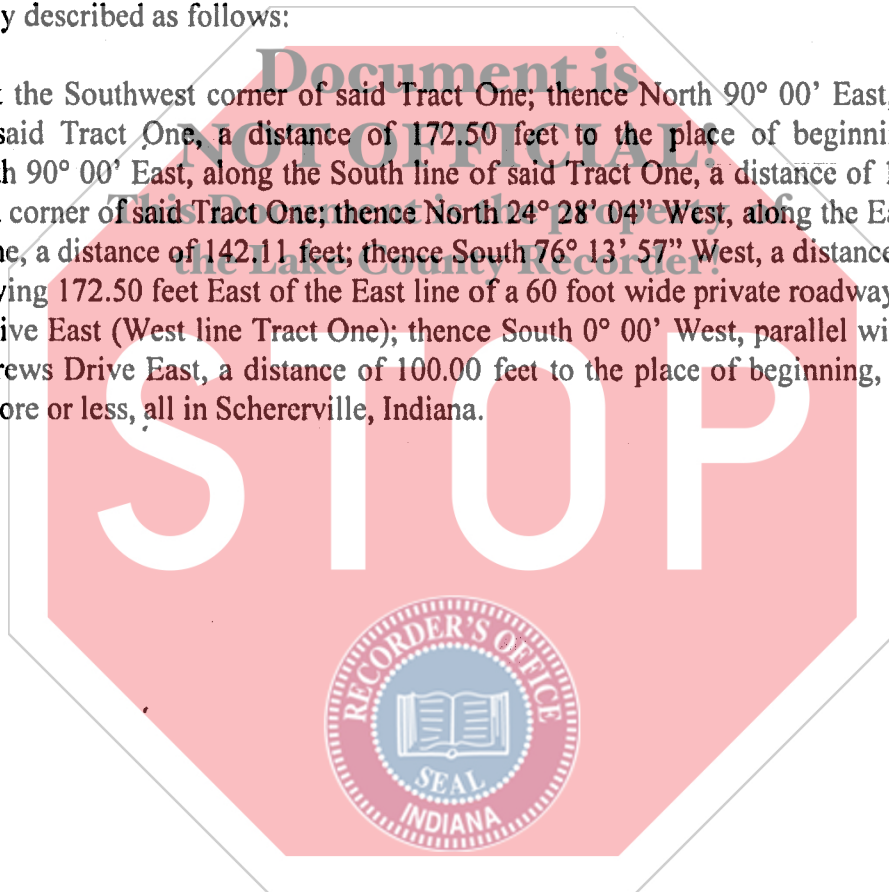 y described as follows:
Document is
the Southwest corner of said Tract One; thence North 90° 00' East,
said Tract One, a distance of 172.50 feet to the place of beginni
NOT OFFICIAL!
h 90° 00' East, along the South line of said Tract One, a distance of 1
corner of said Tract One; thence North 24° 28' 04" West, along the Ea
This Document is the property of
ne, a distance of 142.11 feet; thence South 76° 13' 57" West, a distance
the Lake County Recorder!
ving 172.50 feet East of the East line of a 60 foot wide private roadway
ive East (West line Tract One); thence South 0° 00' West, parallel wi
rews Drive East, a distance of 100.00 feet to the place of beginning,
ore or less, all in Schererville, Indiana.
STOP
RECORDER'S OFFICE
SEAL
INDIANA